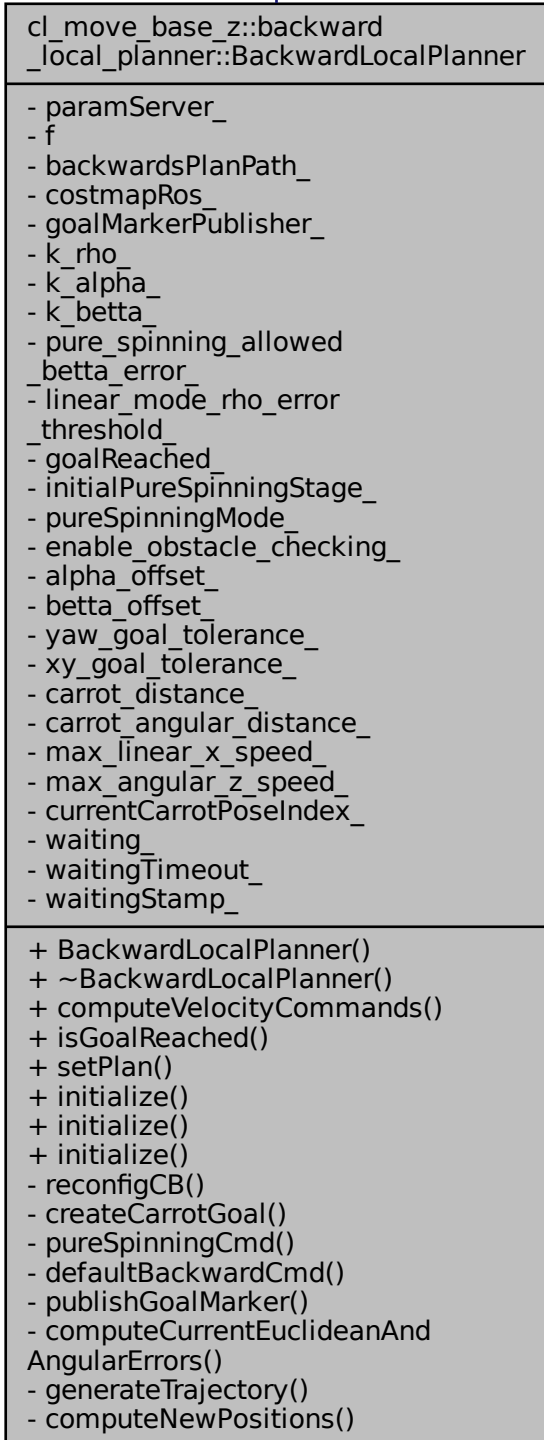 cl_move_base_z::backward
_local_planner::BackwardLocalPlanner
- paramServer_
- f
- backwardsPlanPath_
- costmapRos_
- goalMarkerPublisher_
- k_rho_
- k_alpha_
- k_betta_
- pure_spinning_allowed
_betta_error_
- linear_mode_rho_error
_threshold_
- goalReached_
- initialPureSpinningStage_
- pureSpinningMode_
- enable_obstacle_checking_
- alpha_offset_
- betta_offset_
- yaw_goal_tolerance_
- xy_goal_tolerance_
- carrot_distance_
- carrot_angular_distance_
- max_linear_x_speed_
- max_angular_z_speed_
- currentCarrotPoseIndex_
- waiting_
- waitingTimeout_
- waitingStamp_
+ BackwardLocalPlanner()
+ ~BackwardLocalPlanner()
+ computeVelocityCommands()
+ isGoalReached()
+ setPlan()
+ initialize()
+ initialize()
+ initialize()
- reconfigCB()
- createCarrotGoal()
- pureSpinningCmd()
- defaultBackwardCmd()
- publishGoalMarker()
- computeCurrentEuclideanAnd
AngularErrors()
- generateTrajectory()
- computeNewPositions()